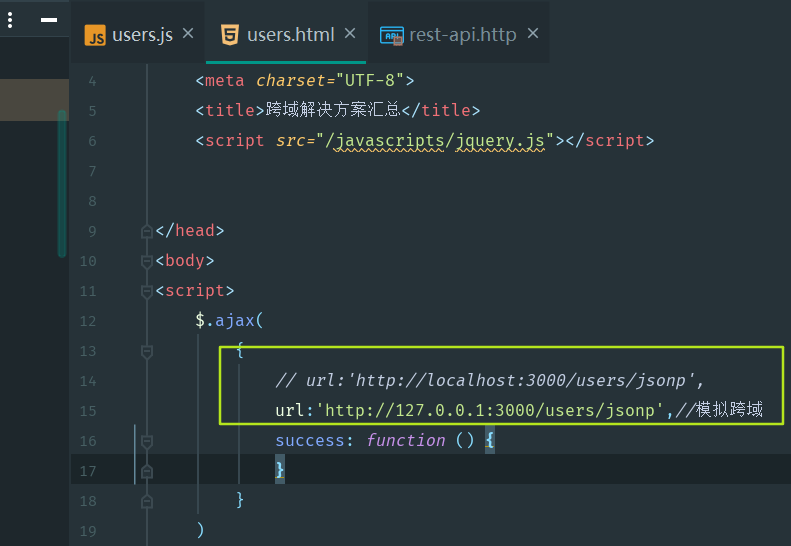 users.js × users.html × rest-api.http ×
4 <meta charset="UTF-8">
5 <title>跨域解决方案汇总</title>
6 <script src="/javascripts/jquery.js"></script>
7
8
9 </head>
10 <body>
11 <script>
12 $.ajax(
13 {
14 // url:'http://localhost:3000/users/jsonp',
15 url:'http://127.0.0.1:3000/users/jsonp',//模拟跨域
16 success: function () {
17 }
18 }
19 )